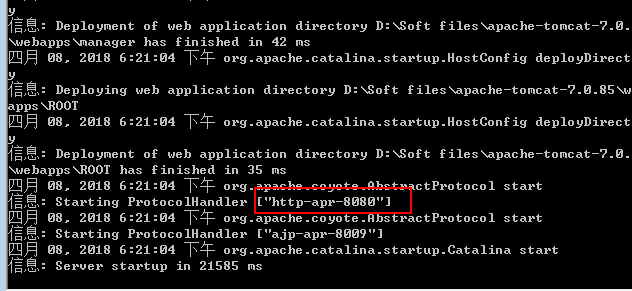 y
信息: Deployment of web application directory D:\Soft files\apache-tomcat-7.0.
\webapps\manager has finished in 42 ms
四月 08, 2018 6:21:04 下午 org.apache.catalina.startup.HostConfig deployDirect
y
信息: Deploying web application directory D:\Soft files\apache-tomcat-7.0.85\w
apps\ROOT
四月 08, 2018 6:21:04 下午 org.apache.catalina.startup.HostConfig deployDirect
y
信息: Deployment of web application directory D:\Soft files\apache-tomcat-7.0.
\webapps\ROOT has finished in 35 ms
四月 08, 2018 6:21:04 下午 org.apache.coyote.AbstractProtocol start
信息: Starting ProtocolHandler ["http-apr-8080"]
四月 08, 2018 6:21:04 下午 org.apache.coyote.AbstractProtocol start
信息: Starting ProtocolHandler ["ajp-apr-8009"]
四月 08, 2018 6:21:04 下午 org.apache.catalina.startup.Catalina start
信息: Server startup in 21585 ms